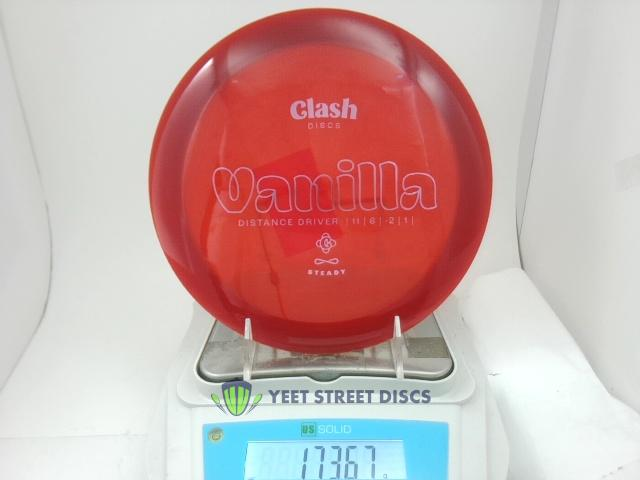 Clash
DISCS
Vanilla
DISTANCE DRIVER | 11 | 6 | -2 | 1 |
STEADY
YEET STREET DISCS
US SOLID
173.67 g